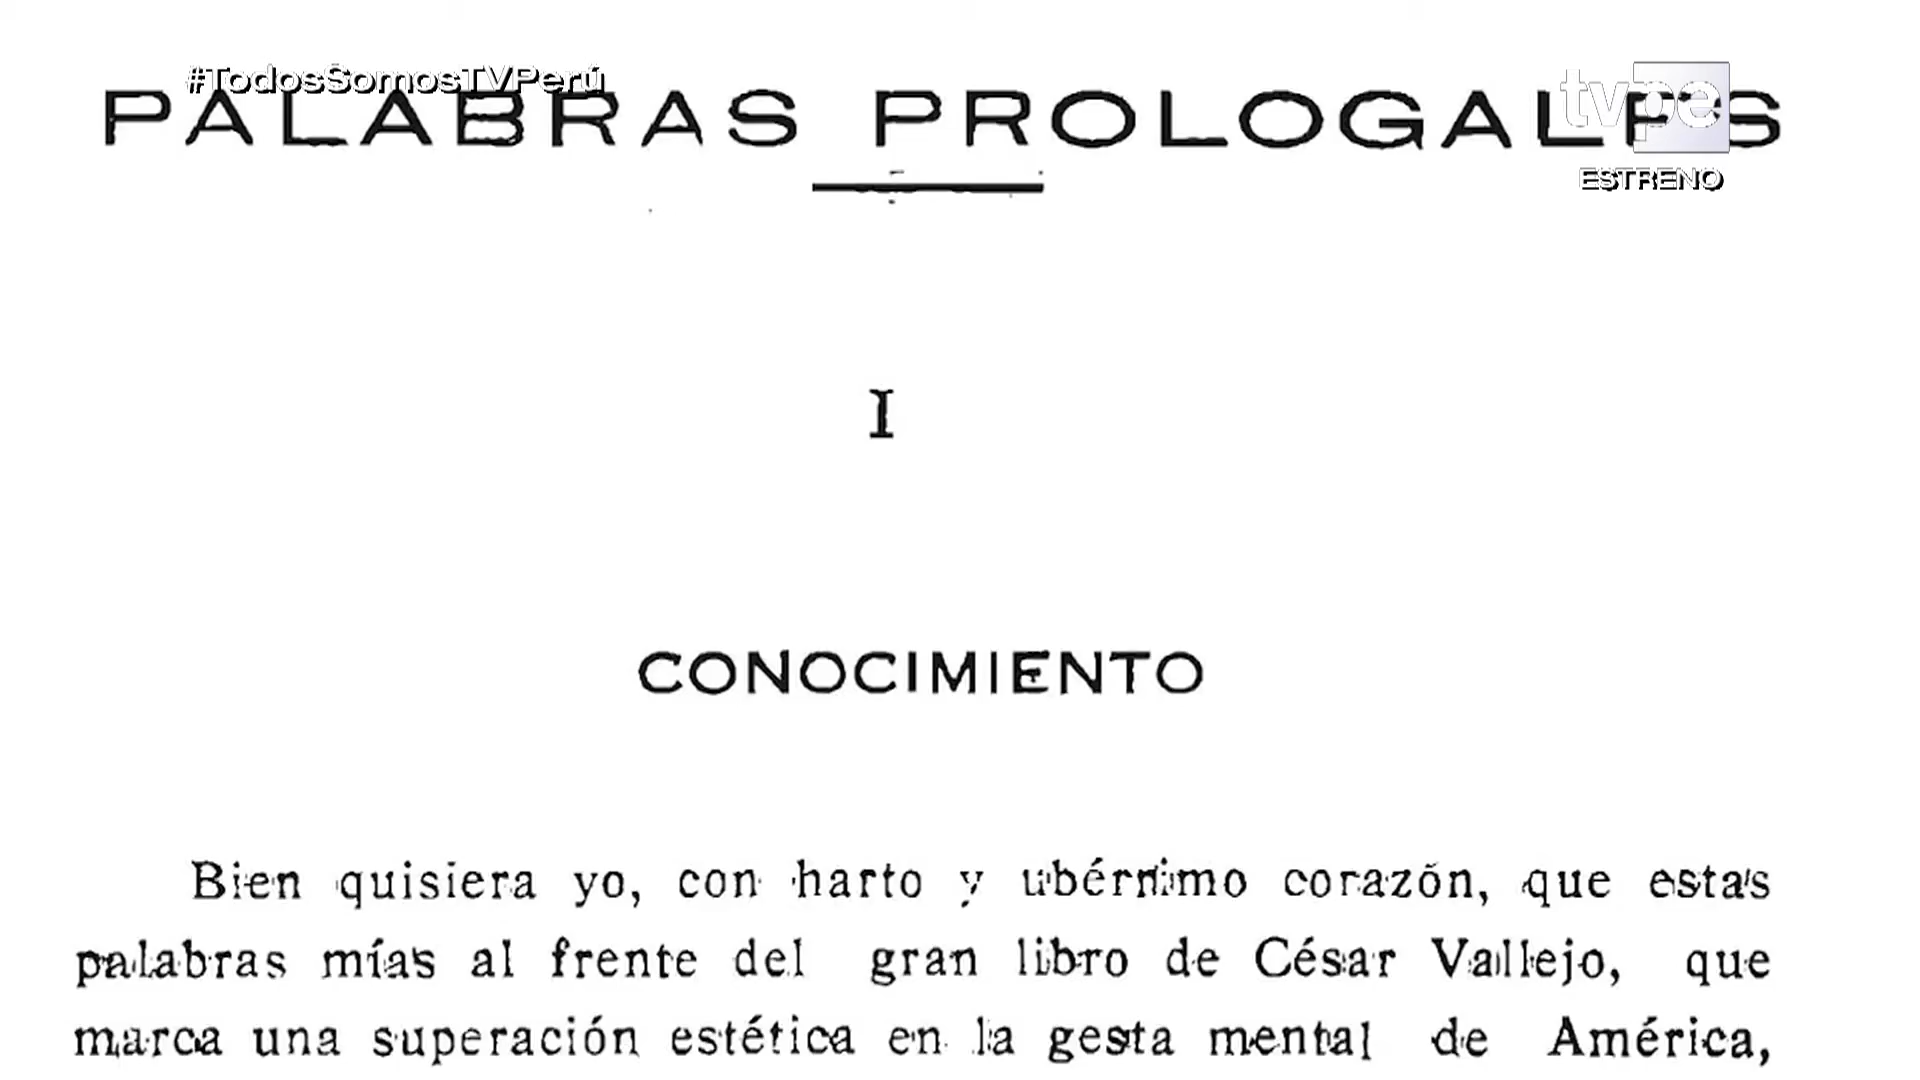 #TodosSomosTVPerú
PALABRAS PROLOGALES
tvpe
ESTRENO
I
CONOCIMIENTO
Bien quisiera yo, con harto y ubérrimo corazón, que estas
palabras mías al frente del gran libro de César Vallejo, que
marca una superación estética en la gesta mental de América,